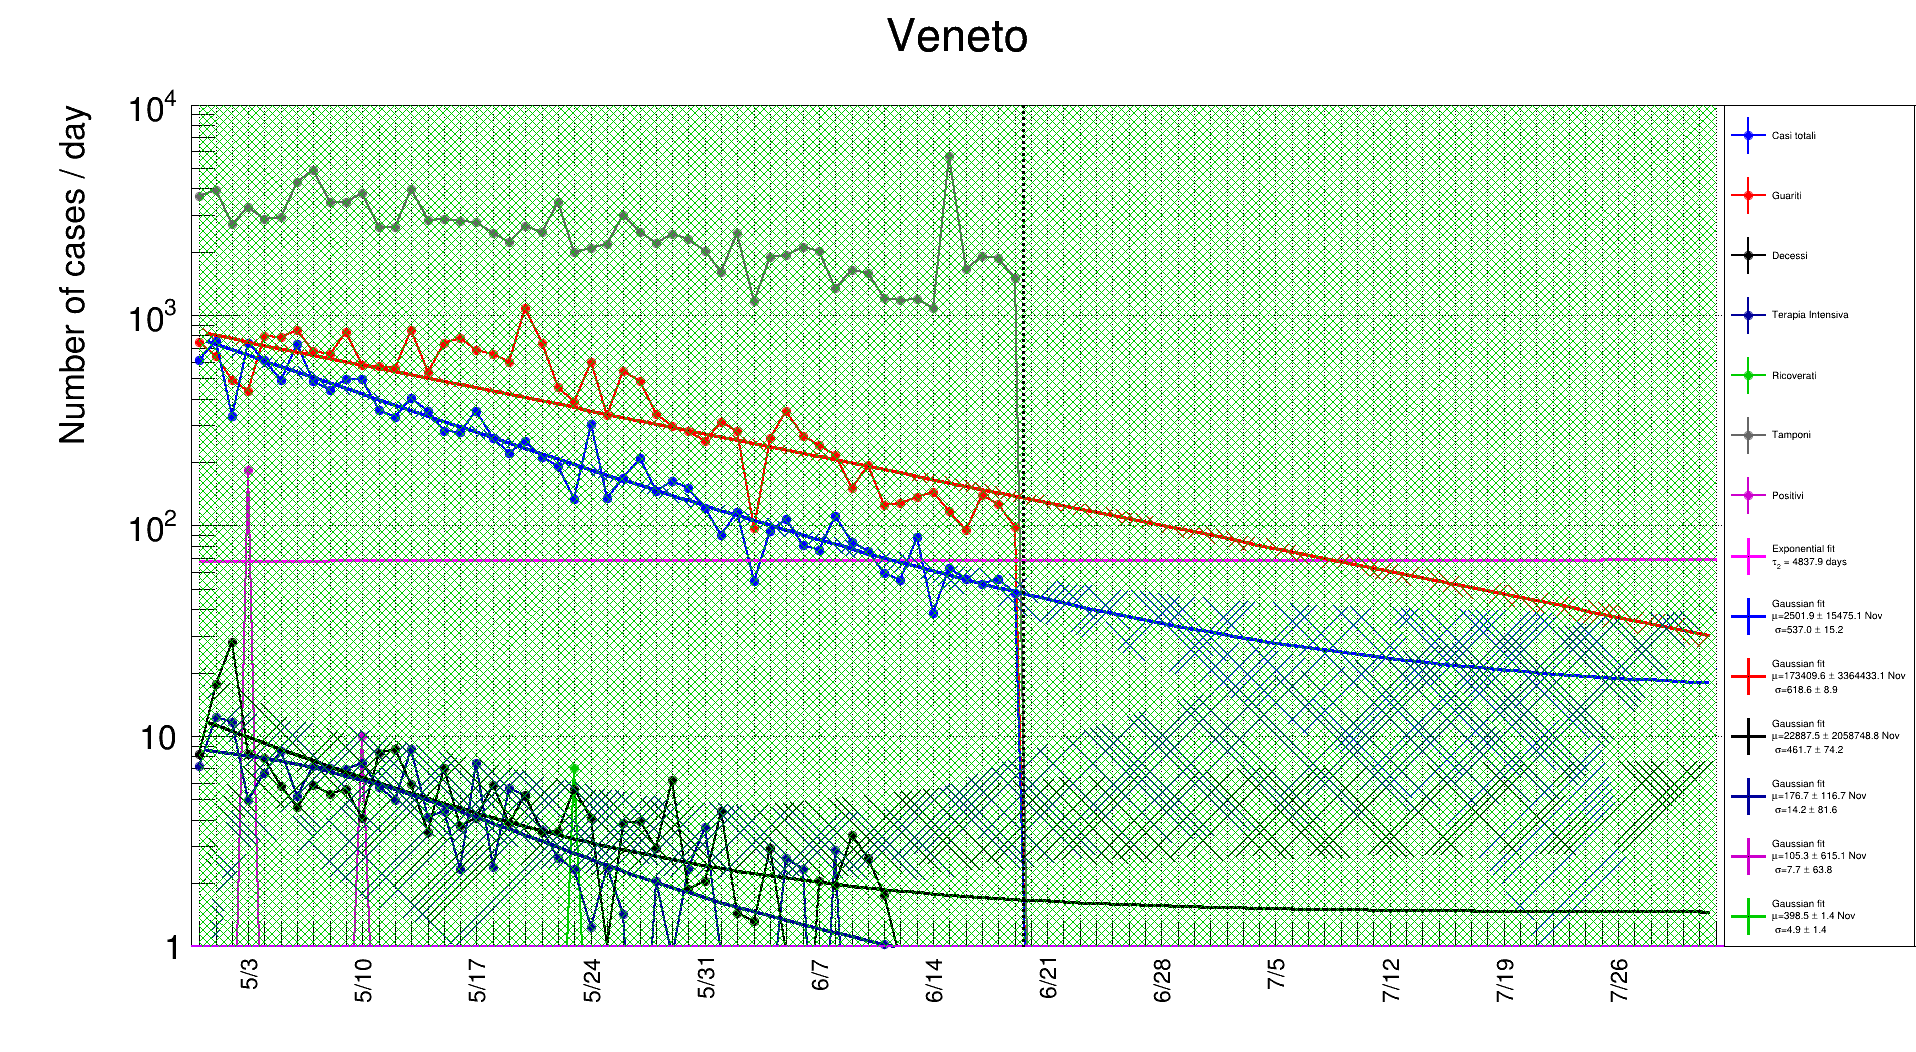 Veneto
Number of cases / day
10⁴
10³
10²
10
1
5/3
5/10
5/17
5/24
5/31
6/7
6/14
6/21
6/28
7/5
7/12
7/19
7/26
Casi totali
Guariti
Decessi
Terapia Intensiva
Ricoverati
Tamponi
Positivi
Exponential fit
τ₂ = 4837.9 days
Gaussian fit
μ=2501.9 ± 15475.1 Nov
σ=537.0 ± 15.2
Gaussian fit
μ=173409.6 ± 3364433.1 Nov
σ=618.6 ± 8.9
Gaussian fit
μ=22887.5 ± 2058748.8 Nov
σ=461.7 ± 74.2
Gaussian fit
μ=176.7 ± 116.7 Nov
σ=14.2 ± 81.6
Gaussian fit
μ=105.3 ± 615.1 Nov
σ=7.7 ± 63.8
Gaussian fit
μ=398.5 ± 1.4 Nov
σ=4.9 ± 1.4